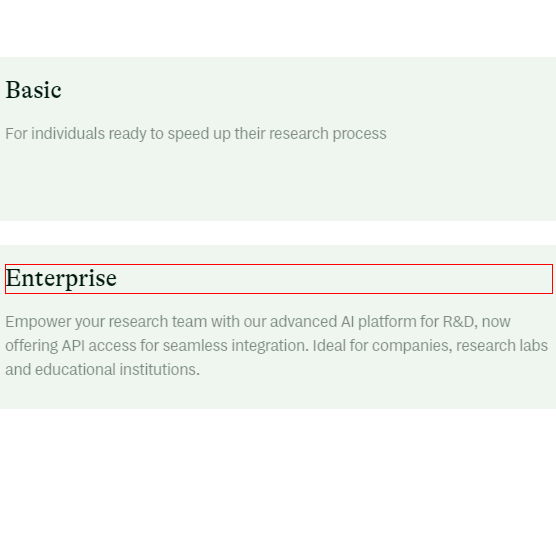 Basic
For individuals ready to speed up their research process
Enterprise
Empower your research team with our advanced AI platform for R&D, now
offering API access for seamless integration. Ideal for companies, research labs
and educational institutions.